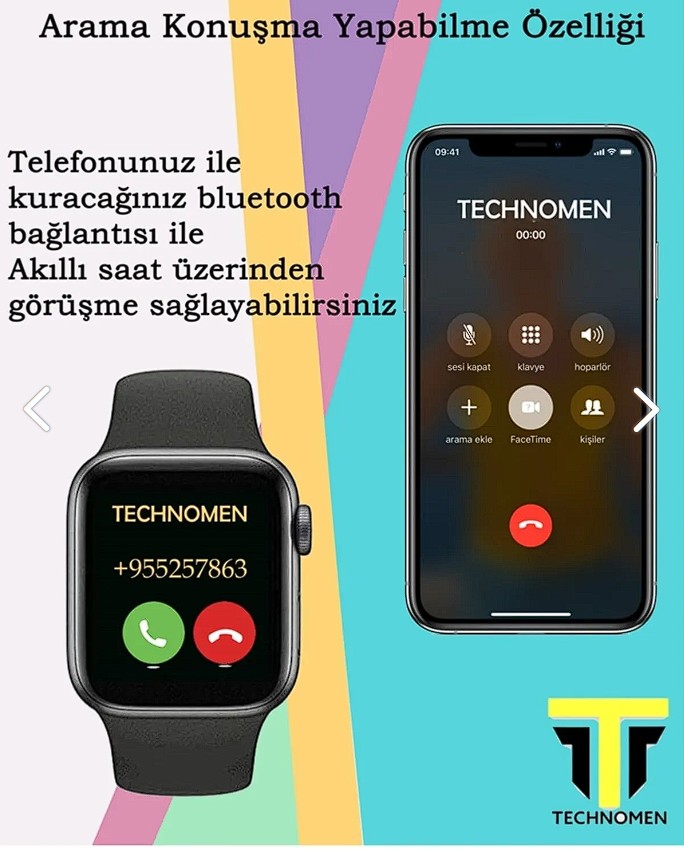 Arama Konuşma Yapabilme Özelliği
Telefonunuz ile
kuracağınız bluetooth
bağlantısı ile
Akıllı saat üzerinden
görüşme sağlayabilirsiniz
09:41
TECHNOMEN
00:00
sesi kapat klavye hoparlör
arama ekle FaceTime kişiler
TECHNOMEN
+955257863
TECHNOMEN